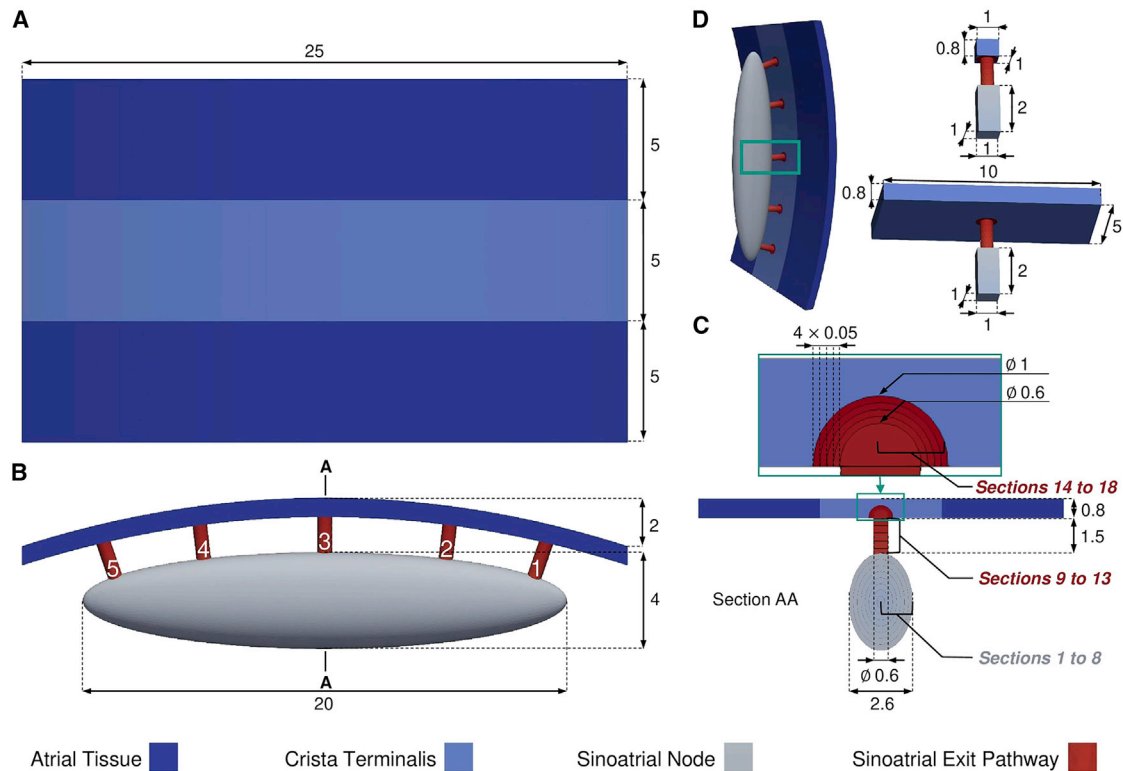 A
25
5
5
5
B
A
5
4
3
2
1
2
4
A
20
D
1
0.8
1
2
1
1
10
0.8
5
2
1
1
C
4 × 0.05
Ø 1
Ø 0.6
Sections 14 to 18
0.8
1.5
Sections 9 to 13
Section AA
Sections 1 to 8
Ø 0.6
2.6
Atrial Tissue
Crista Terminalis
Sinoatrial Node
Sinoatrial Exit Pathway